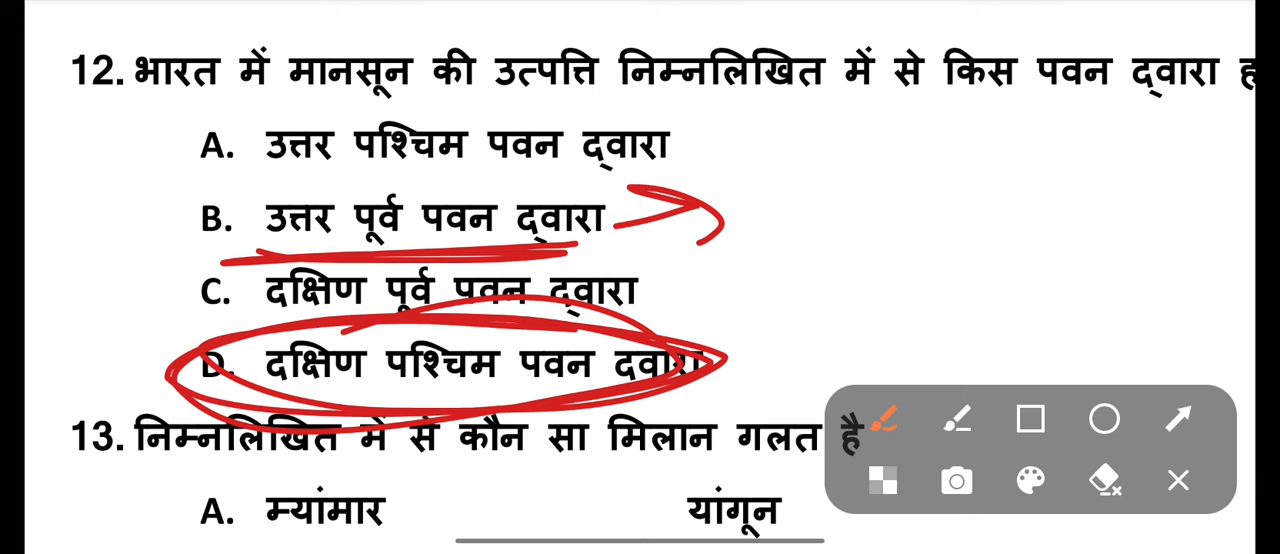 12. भारत में मानसून की उत्पत्ति निम्नलिखित में से किस पवन द्वारा
A. उत्तर पश्चिम पवन द्वारा
B. उत्तर पूर्व पवन द्वारा
C. दक्षिण पूर्व पवन द्वारा
D. दक्षिण पश्चिम पवन द्वारा
13. निम्नलिखित में से कौन सा मिलान गलत है
A. म्यांमार यांगून